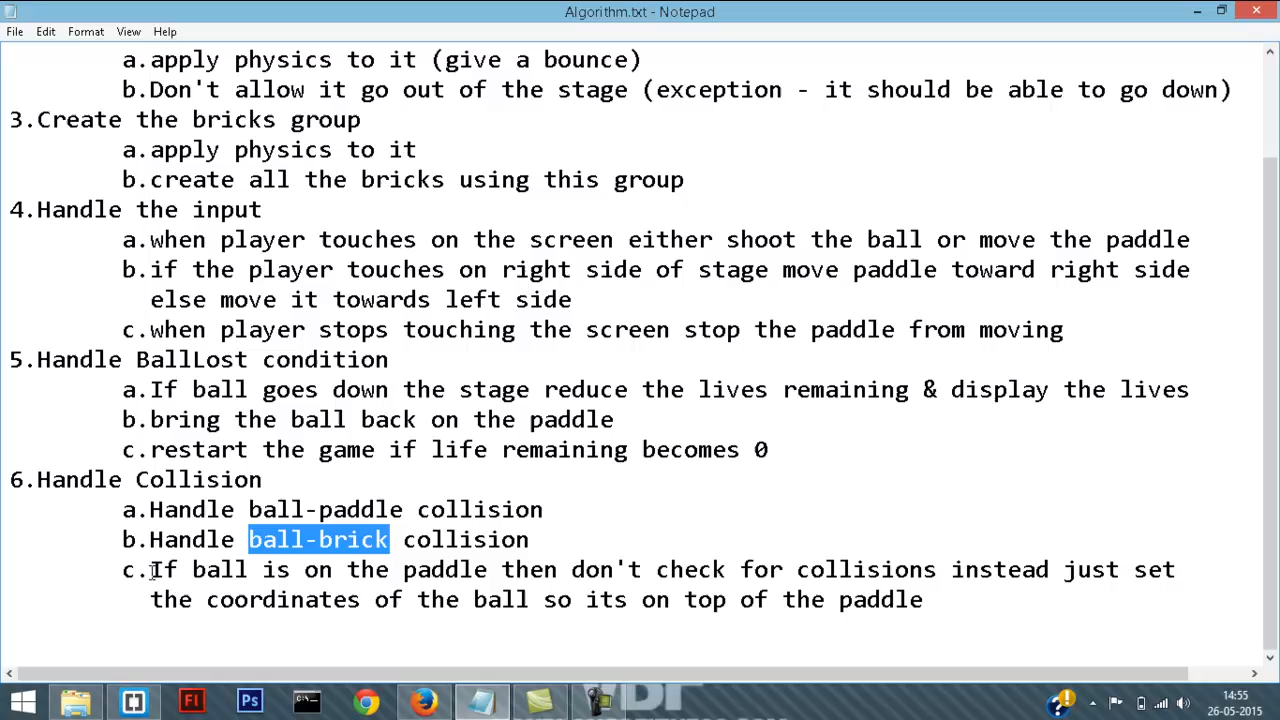 Algorithm.txt - Notepad
File Edit Format View Help
a.apply physics to it (give a bounce)
b.Don't allow it go out of the stage (exception - it should be able to go down)
3.Create the bricks group
a.apply physics to it
b.create all the bricks using this group
4.Handle the input
a.when player touches on the screen either shoot the ball or move the paddle
b.if the player touches on right side of stage move paddle toward right side
else move it towards left side
c.when player stops touching the screen stop the paddle from moving
5.Handle BallLost condition
a.If ball goes down the stage reduce the lives remaining & display the lives
b.bring the ball back on the paddle
c.restart the game if life remaining becomes 0
6.Handle Collision
a.Handle ball-paddle collision
b.Handle ball-brick collision
c.If ball is on the paddle then don't check for collisions instead just set
the coordinates of the ball so its on top of the paddle
Fl Ps
14:55
26-05-2015